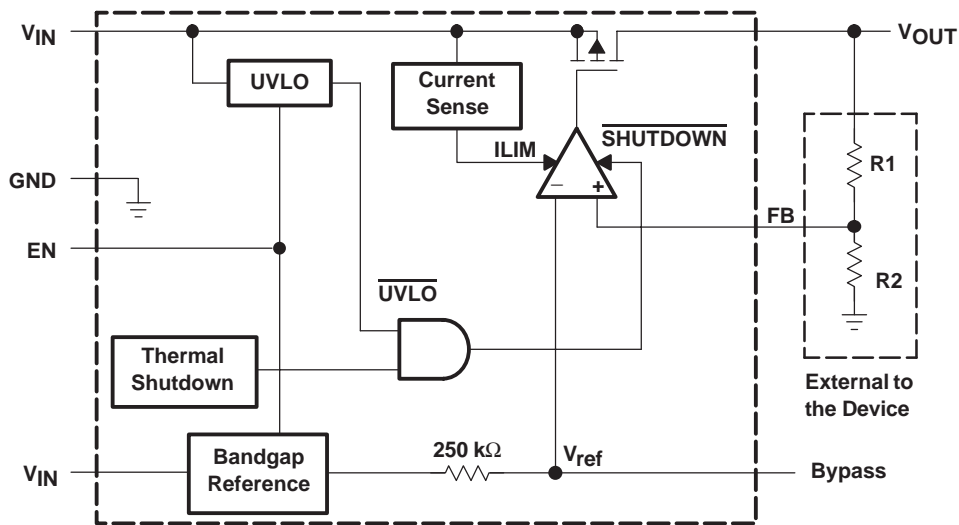 VIN
VOUT
UVLO
Current
Sense
SHUTDOWN
ILIM
R1
GND
− +
FB
EN
R2
UVLO
Thermal
Shutdown
External to
the Device
250 kΩ
Vref
VIN
Bandgap
Reference
Bypass